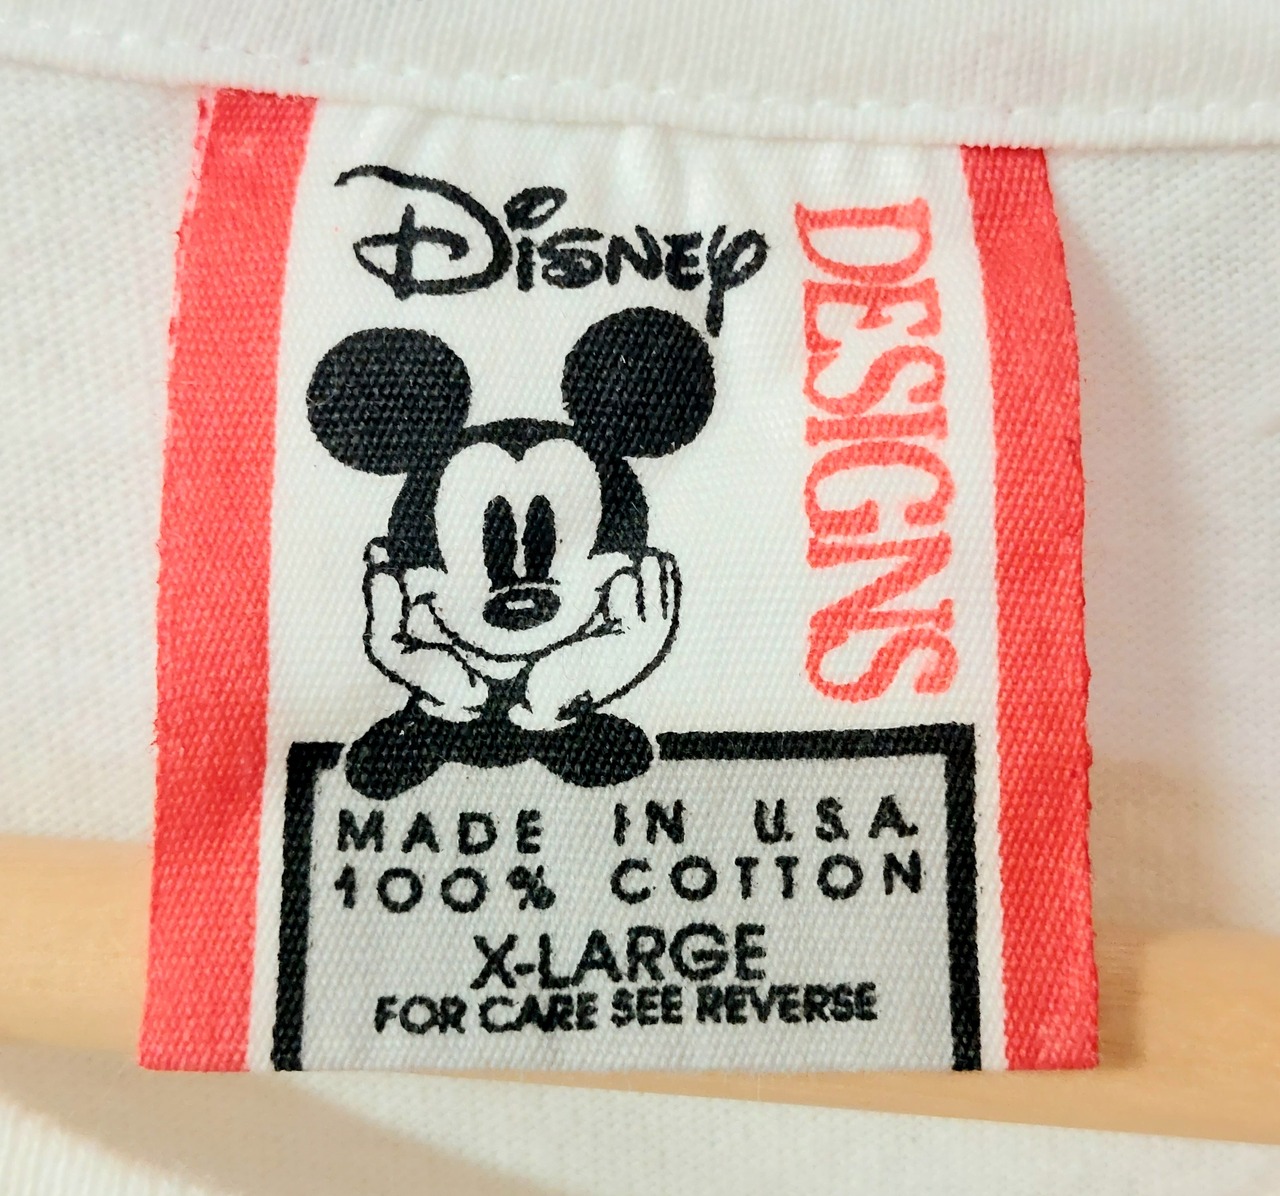 Disney
DESIGNS
MADE IN U.S.A.
100% COTTON
X-LARGE
FOR CARE SEE REVERSE